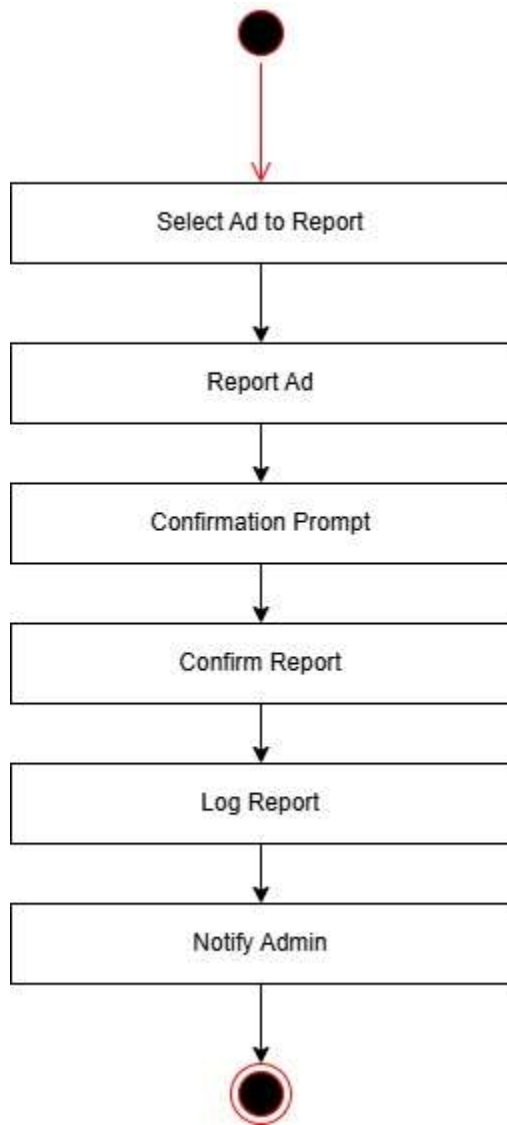 Select Ad to Report
Report Ad
Confirmation Prompt
Confirm Report
Log Report
Notify Admin